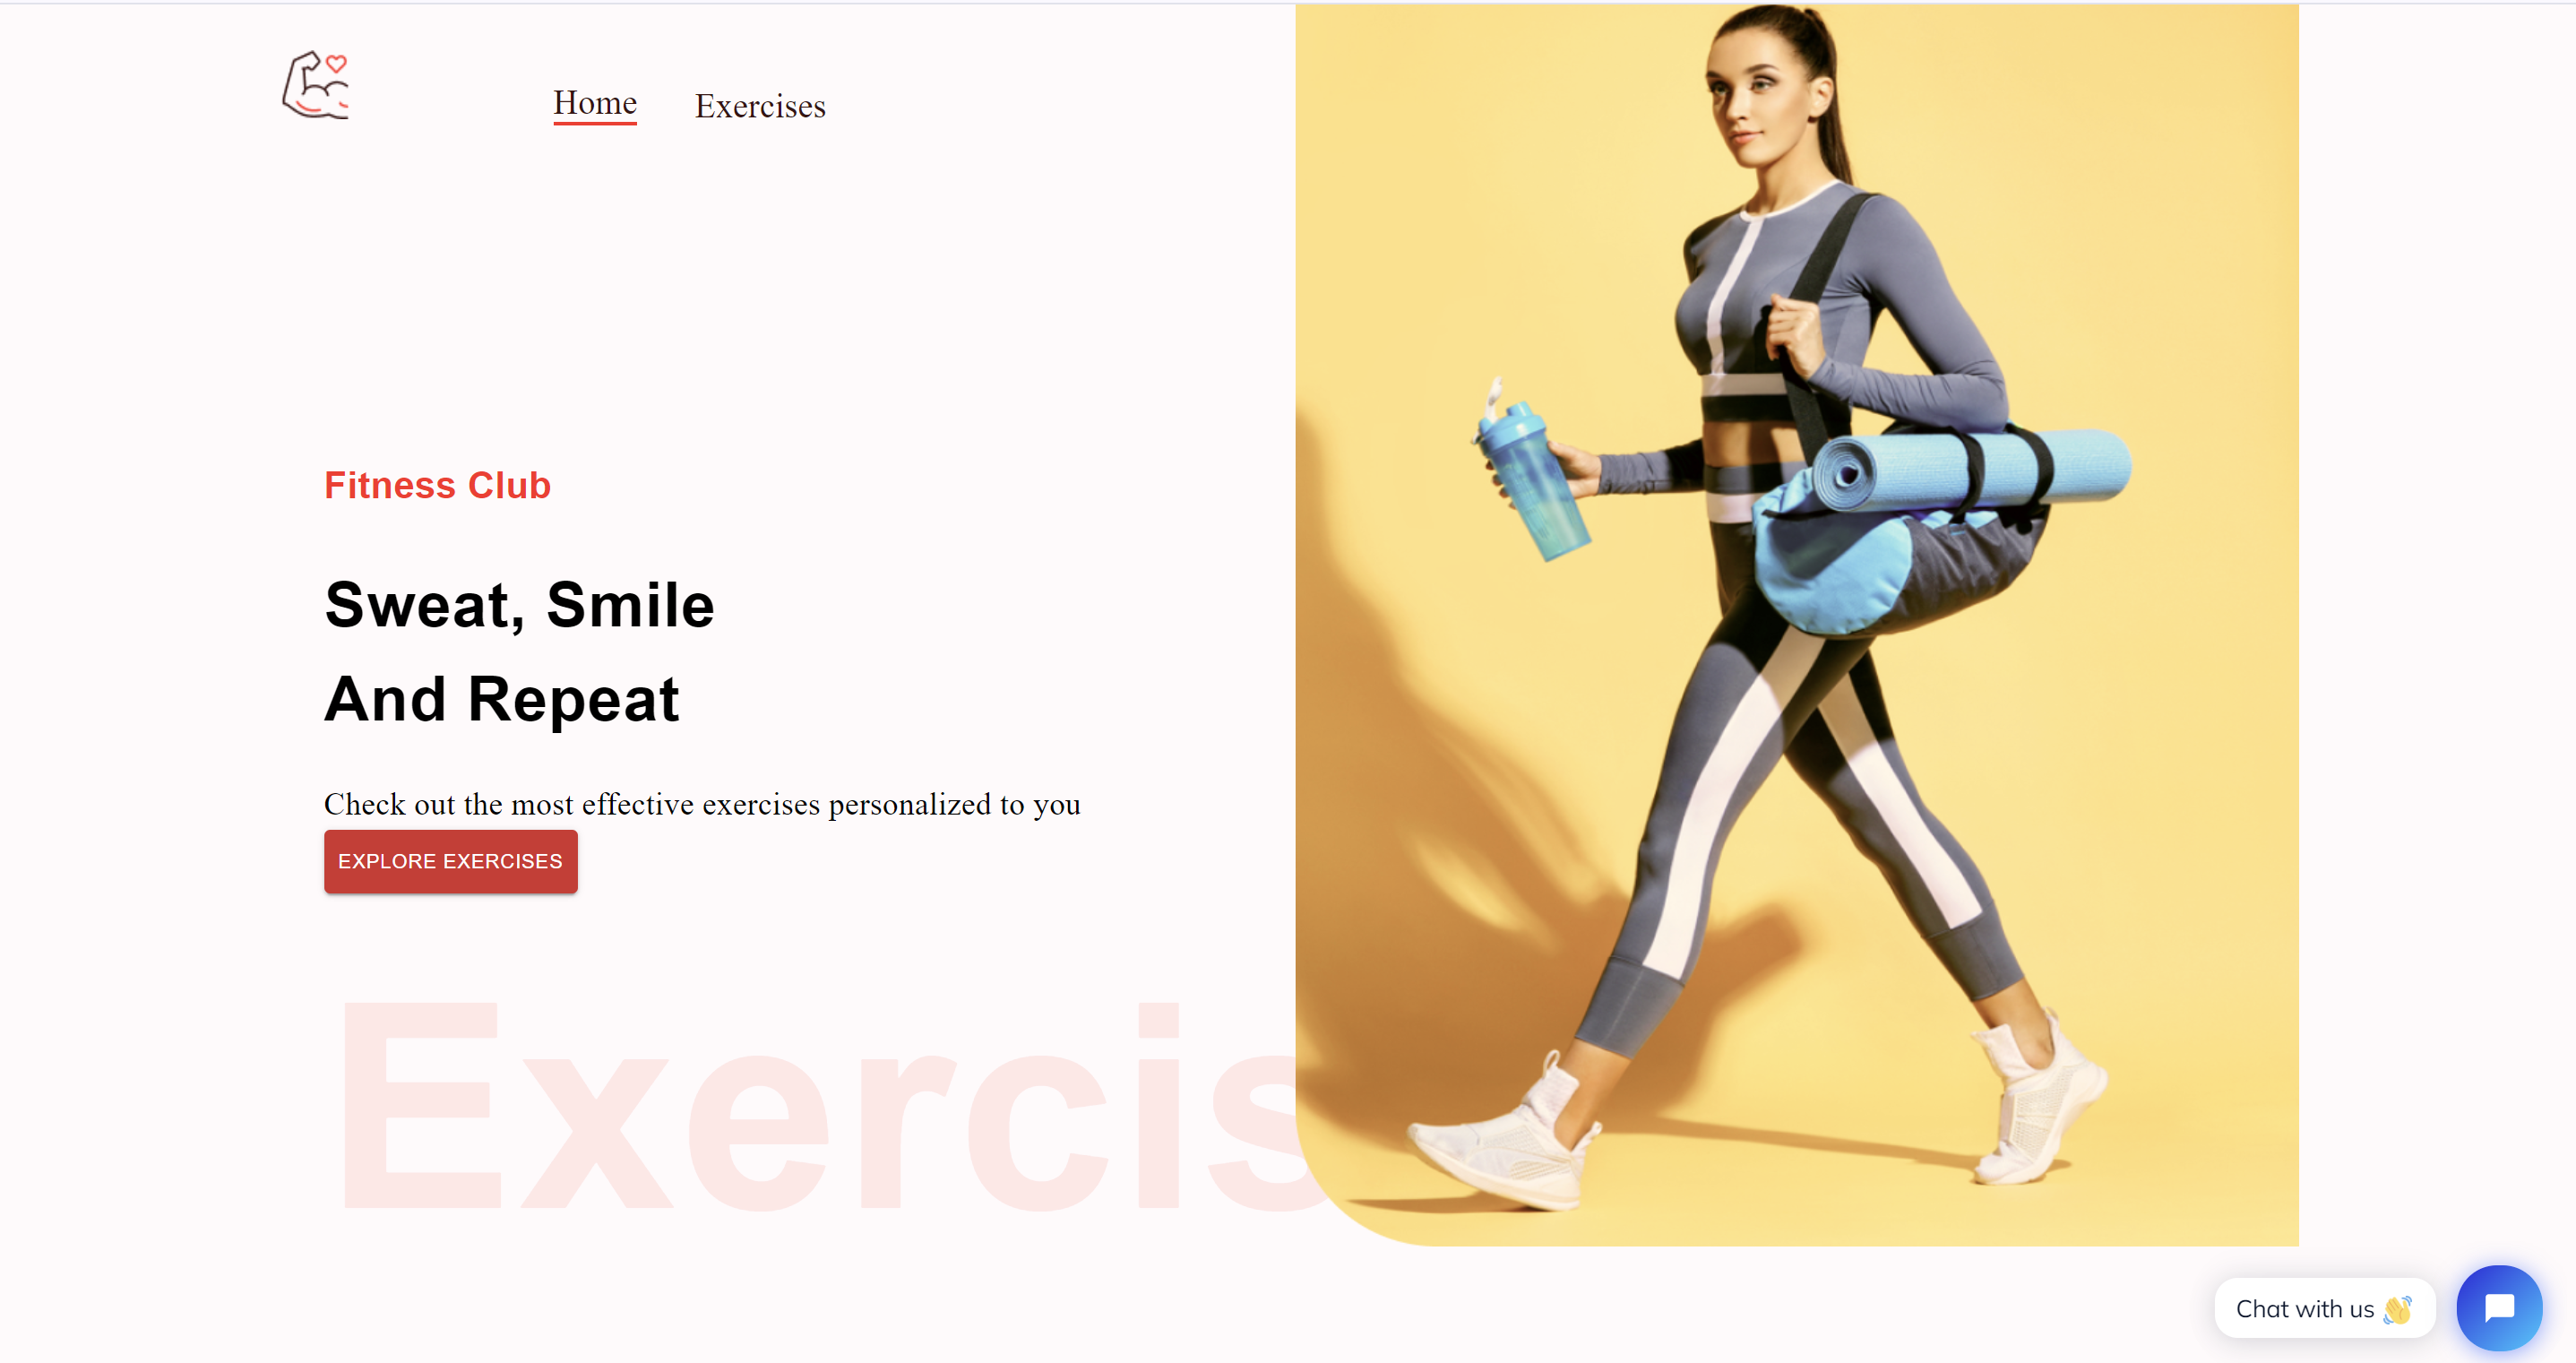 Home
Exercises
Fitness Club
Sweat, Smile
And Repeat
Check out the most effective exercises personalized to you
EXPLORE EXERCISES
Exercis
Chat with us 👋